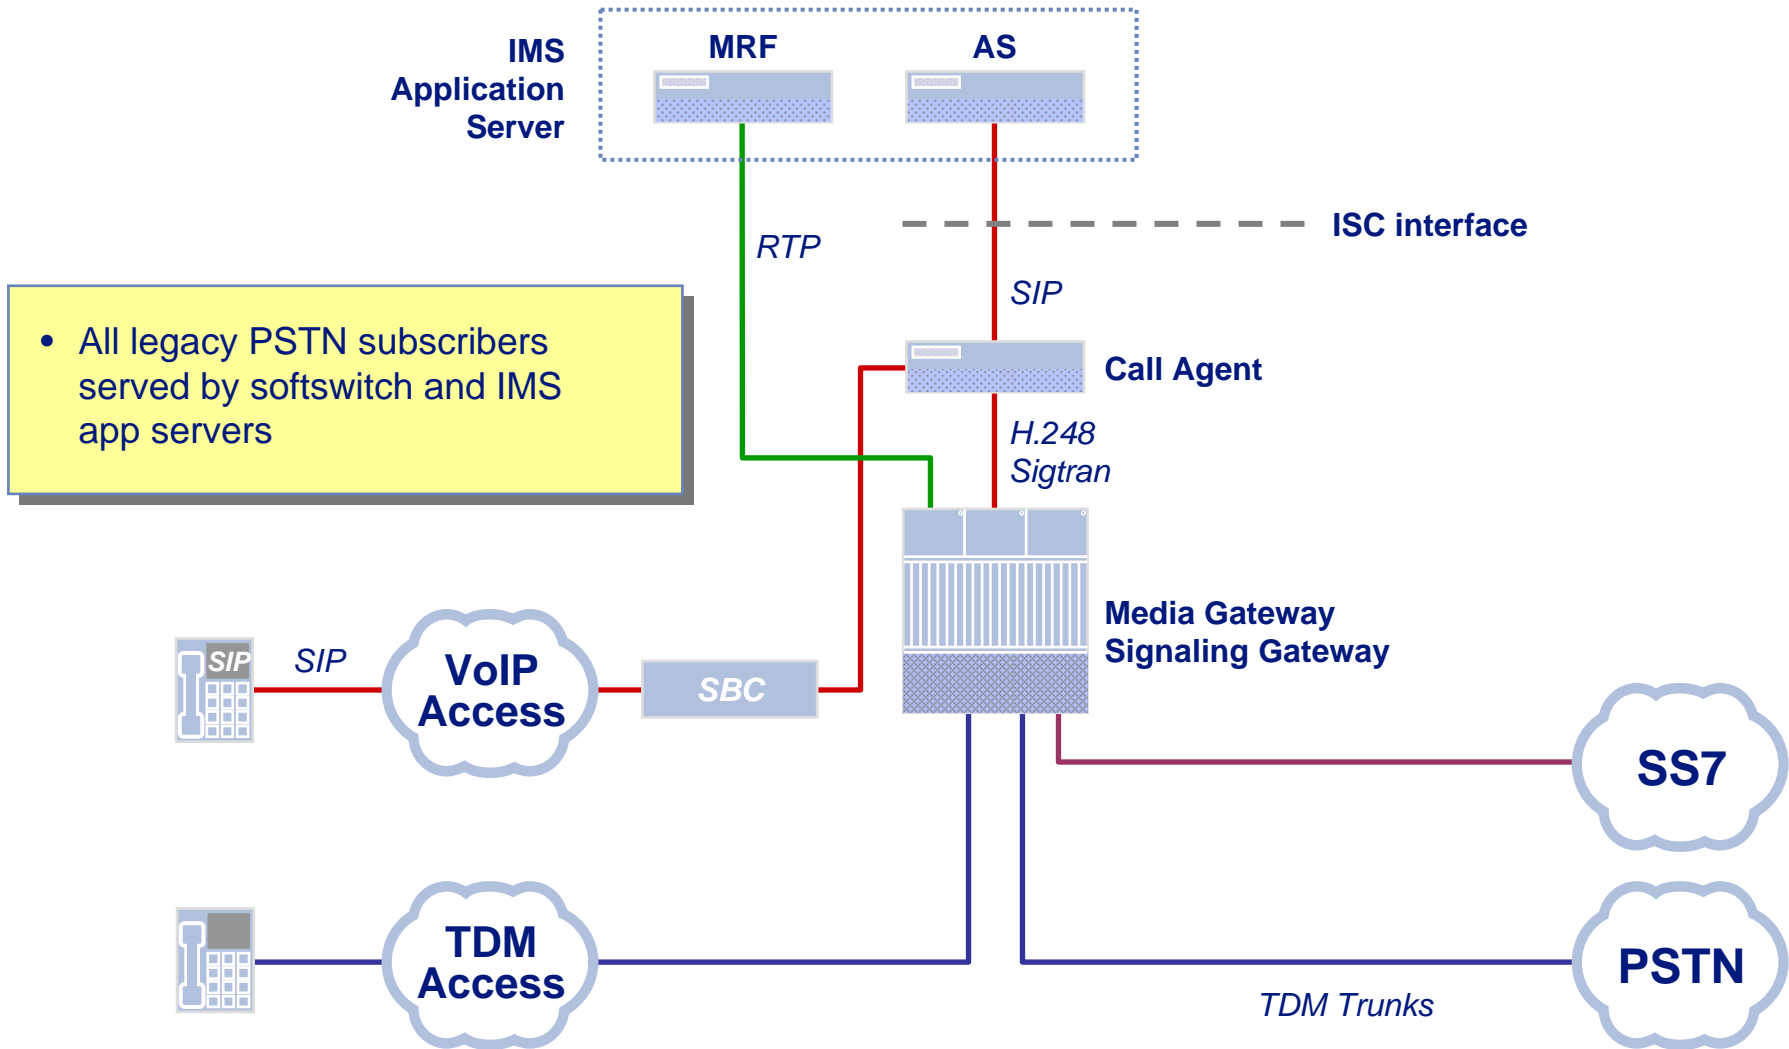 IMS
Application
Server
MRF
AS
ISC interface
RTP
SIP
• All legacy PSTN subscribers
served by softswitch and IMS
app servers
Call Agent
H.248
Sigtran
Media Gateway
Signaling Gateway
SIP
SIP
VoIP
Access
SBC
SS7
TDM
Access
PSTN
TDM Trunks